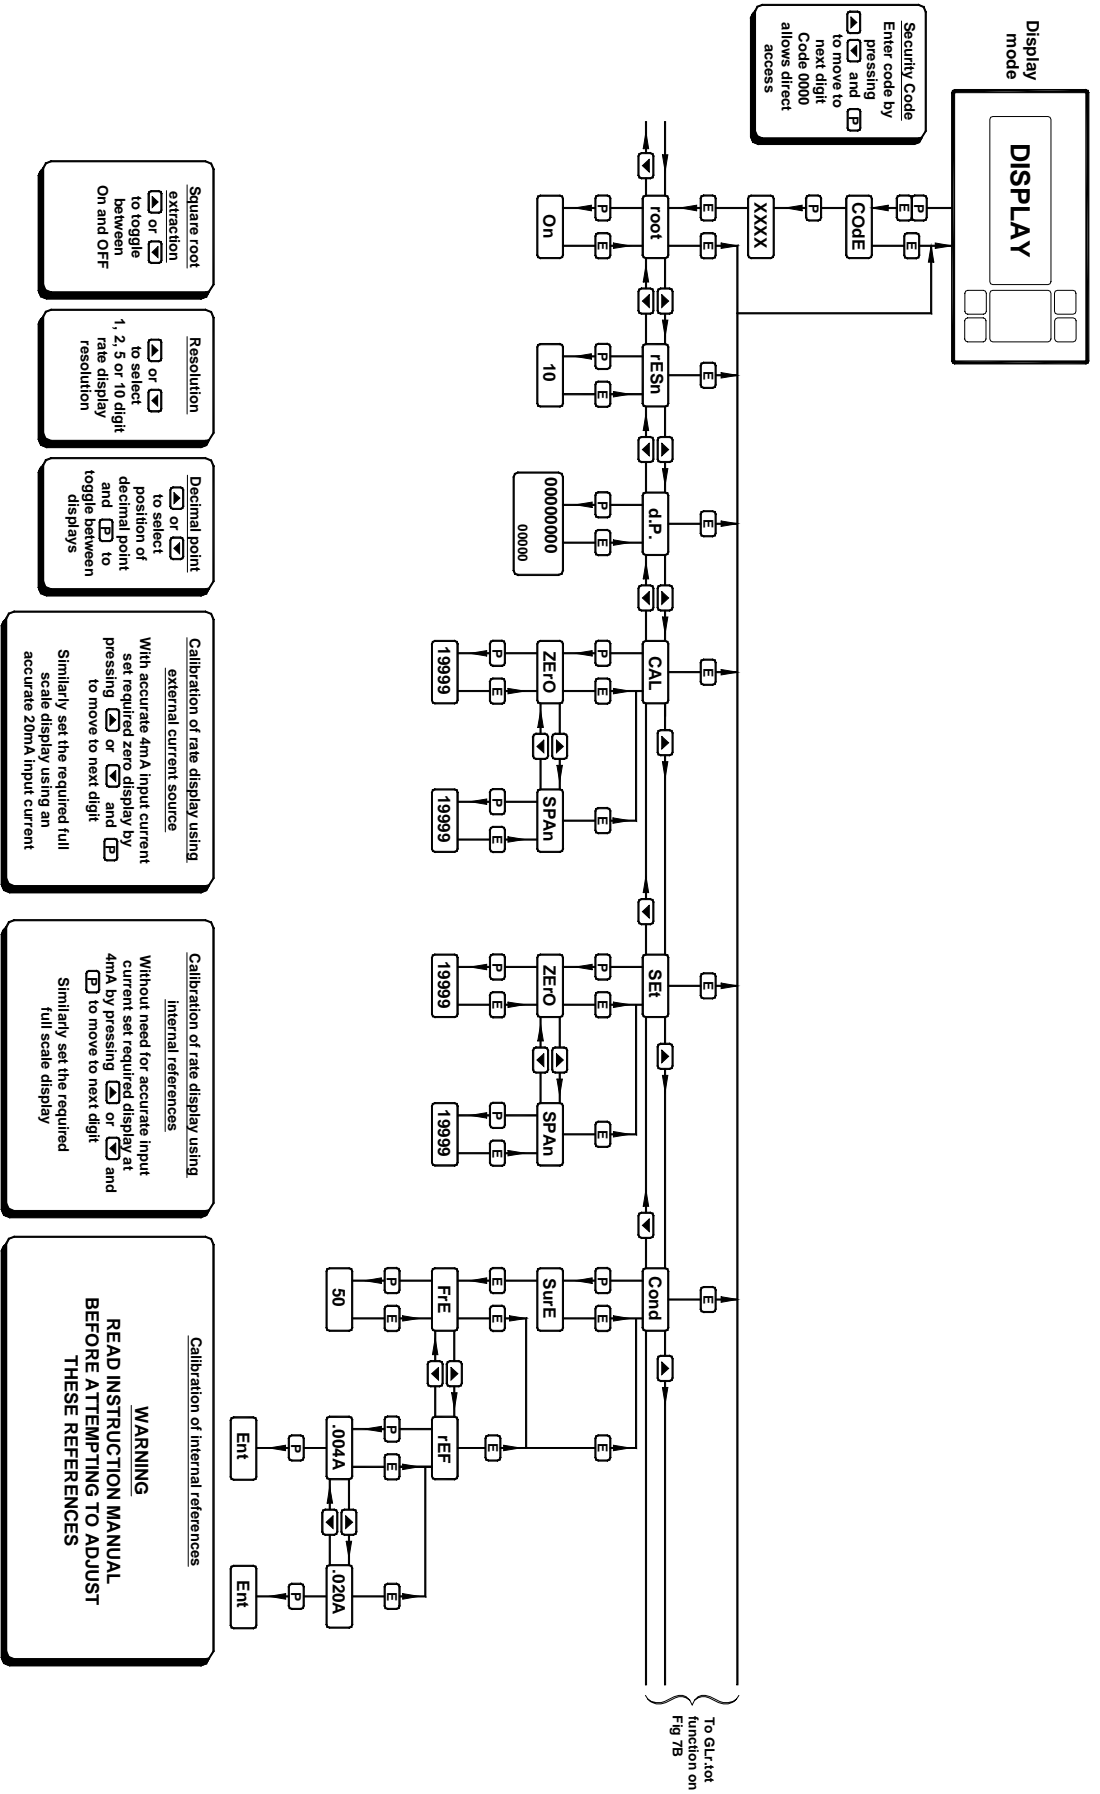 Display
mode
DISPLAY
Security Code
Enter code by
pressing
▲ ▼ and P
to move to
next digit
Code 0000
allows direct
access
P
E
E
COdE
P
XXXX
E
E
E
E
E
E
E
root
rESn
d.P.
CAL
SEt
Cond
P
E
P
E
P
E
P
E
E
P
E
E
P
E
E
On
10
00000000
00000
ZErO
SPAn
ZErO
SPAn
SurE
P
E
P
E
P
E
P
E
E
E
E
19999
19999
19999
19999
FrE
rEF
P
E
P
E
E
50
.004A
.020A
P
P
Ent
Ent
To GLr.tot
function on
Fig 7B
Square root
extraction
▲ or ▼
to toggle
between
On and OFF
Resolution
▲ or ▼
to select
1, 2, 5 or 10 digit
rate display
resolution
Decimal point
▲ or ▼
to select
position of
decimal point
and P to
toggle between
displays
Calibration of rate display using
external current source
With accurate 4mA input current
set required zero display by
pressing ▲ or ▼ and P
to move to next digit
Similarly set the required full
scale display using an
accurate 20mA input current
Calibration of rate display using
internal references
Without need for accurate input
current set required display at
4mA by pressing ▲ or ▼ and
P to move to next digit
Similarly set the required
full scale display
Calibration of internal references
WARNING
READ INSTRUCTION MANUAL
BEFORE ATTEMPTING TO ADJUST
THESE REFERENCES